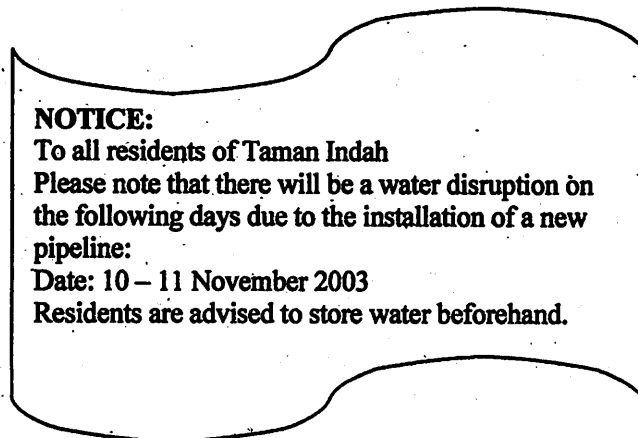 NOTICE:
To all residents of Taman Indah
Please note that there will be a water disruption on
the following days due to the installation of a new
pipeline:
Date: 10 – 11 November 2003
Residents are advised to store water beforehand.